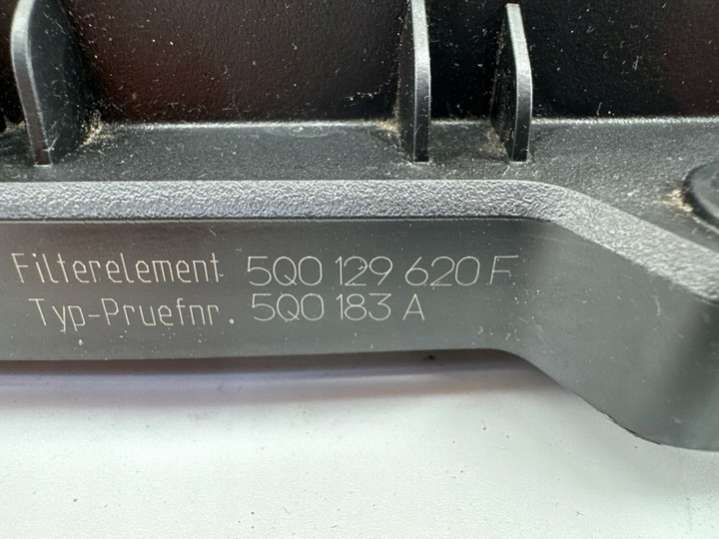 Filterelement 5Q0 129 620 F
Typ-Pruefnr. 5Q0 183 A